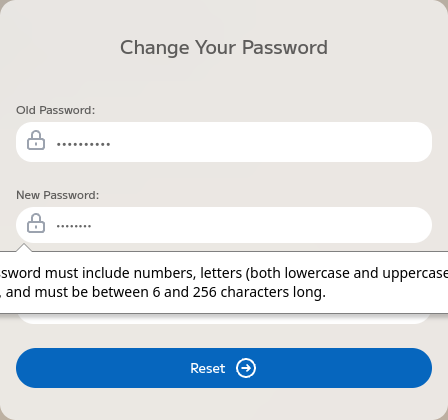 Change Your Password
Old Password:
••••••••••
New Password:
••••••••
must include numbers, letters (both lowercase and uppercase
, and must be between 6 and 256 characters long.
Reset